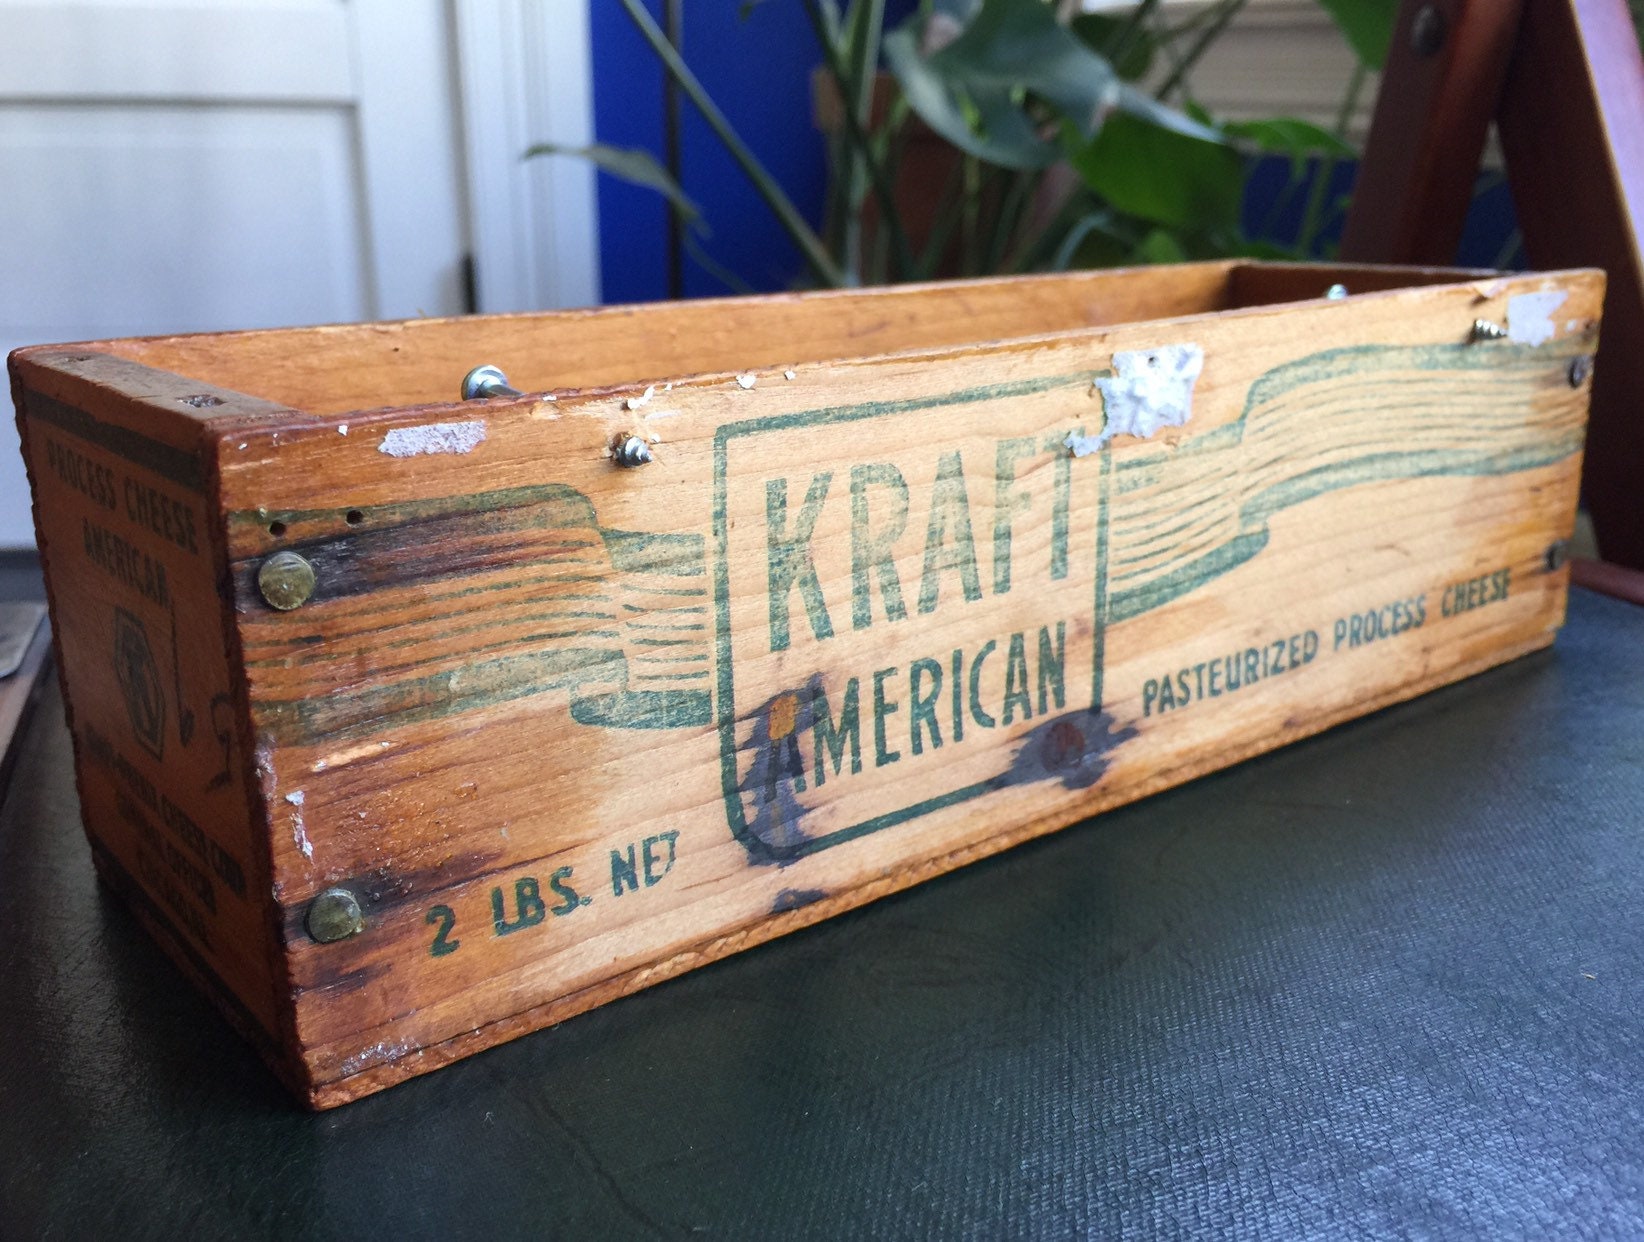 PROCESS CHEESE
AMERICAN
K
KRAFT
AMERICAN
2 LBS. NET
PASTEURIZED PROCESS CHEESE